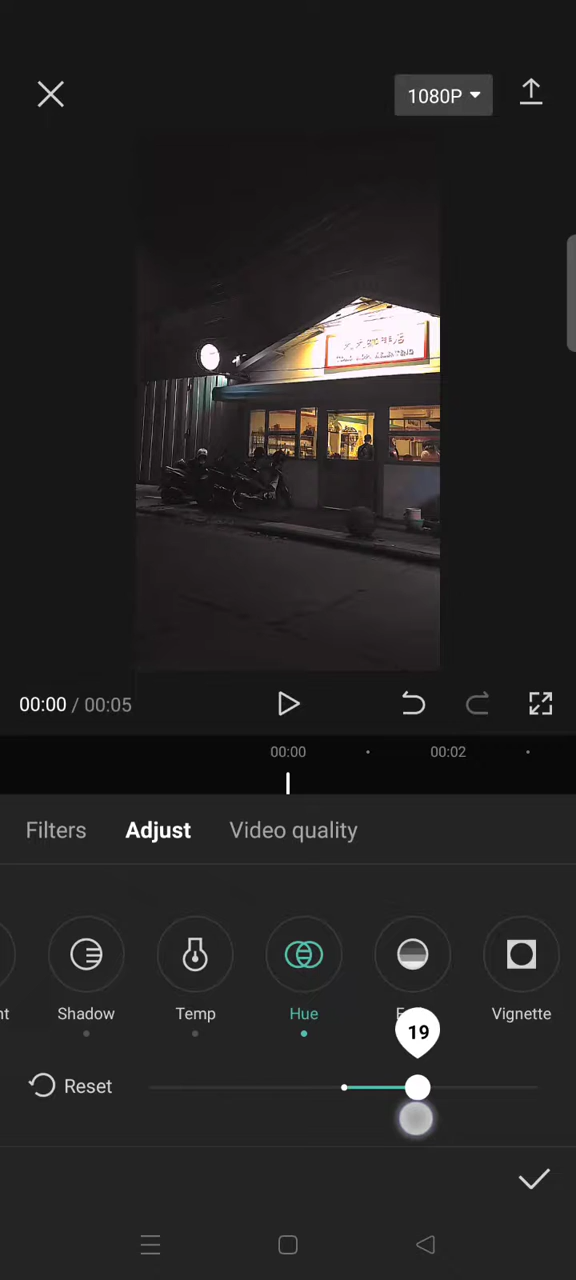 1080P
00:00 / 00:05
00:00
00:02
Filters
Adjust
Video quality
Shadow
Temp
Hue
Vignette
19
Reset